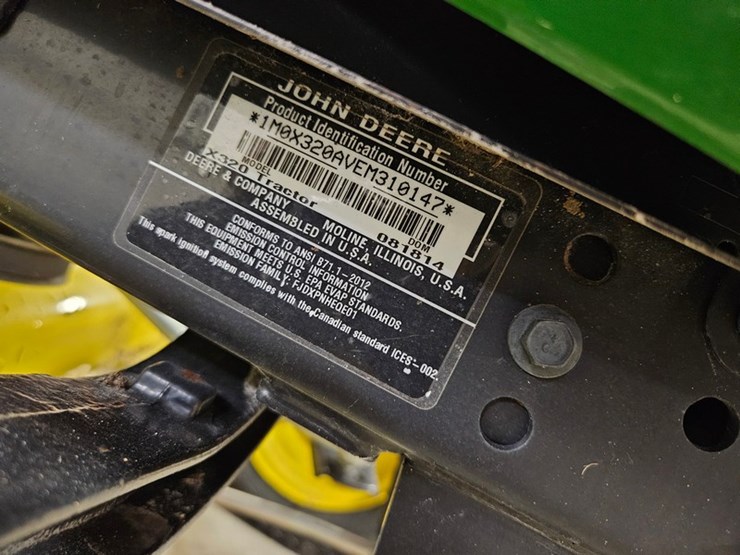 JOHN DEERE
Product Identification Number
*1M0X320AVEM310147*
MODEL DOM
X320 Tractor 081814
DEERE & COMPANY MOLINE, ILLINOIS, U.S.A.
ASSEMBLED IN U.S.A.
CONFORMS TO ANSI B71.1-2012
EMISSION CONTROL INFORMATION
THIS EQUIPMENT MEETS U.S. EPA EVAP STANDARDS.
EMISSION FAMILY: FJDXPNHEQE01
This spark ignition system complies with the Canadian standard ICES-002